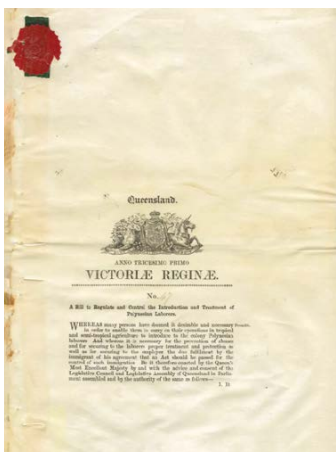 Queensland.
ANNO TRICESIMO PRIMO
VICTORIÆ REGINÆ.
No. 47
A Bill to Regulate and Control the Introduction and Treatment of
Polynesian Laborers.
WHEREAS many persons have deemed it desirable and necessary
in order to enable them to carry on their operations in tropical
and semi-tropical agriculture to introduce to the colony Polynesian
laborers And whereas it is necessary for the prevention of abuses
and for securing to the laborers proper treatment and protection as
well as for securing to the employer the due fulfilment by the
immigrant of his agreement that an Act should be passed for the
control of such immigration Be it therefore enacted by the Queen's
Most Excellent Majesty by and with the advice and consent of the
Legislative Council and Legislative Assembly of Queensland in Parlia-
ment assembled and by the authority of the same as follows—